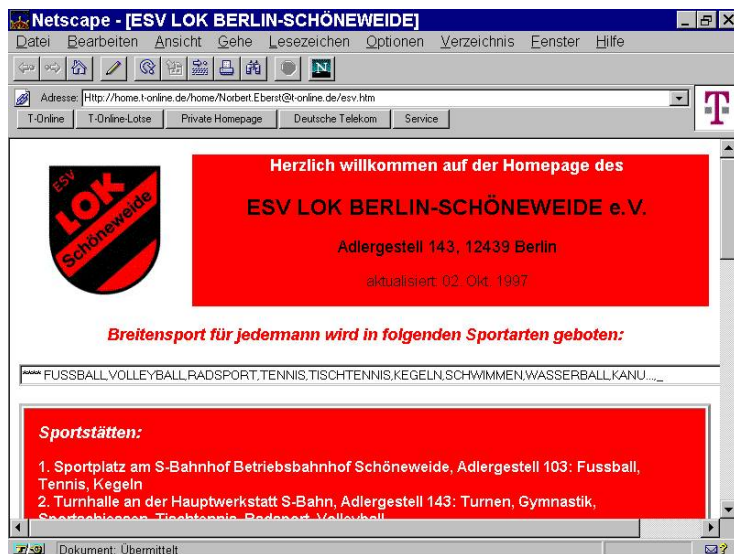 Netscape - [ESV LOK BERLIN-SCHÖNEWEIDE]
Datei Bearbeiten Ansicht Gehe Lesezeichen Optionen Verzeichnis Fenster Hilfe
N
Adresse: Http://home.t-online.de/home/Norbert.Eberst@t-online.de/esv.htm
T-Online T-Online-Lotse Private Homepage Deutsche Telekom Service
T
ESV
LOK
Schöneweide
Herzlich willkommen auf der Homepage des
ESV LOK BERLIN-SCHÖNEWEIDE e.V.
Adlergestell 143, 12439 Berlin
aktualisiert: 02. Okt. 1997
Breitensport für jedermann wird in folgenden Sportarten geboten:
**** FUSSBALL,VOLLEYBALL,RADSPORT,TENNIS,TISCHTENNIS,KEGELN,SCHWIMMEN,WASSERBALL,KANU...,_
Sportstätten:
1. Sportplatz am S-Bahnhof Betriebsbahnhof Schöneweide, Adlergestell 103: Fussball,
Tennis, Kegeln
2. Turnhalle an der Hauptwerkstatt S-Bahn, Adlergestell 143: Turnen, Gymnastik,
Sportschiessen, Tischtennis, Radsport, Volleyball
Dokument: Übermittelt